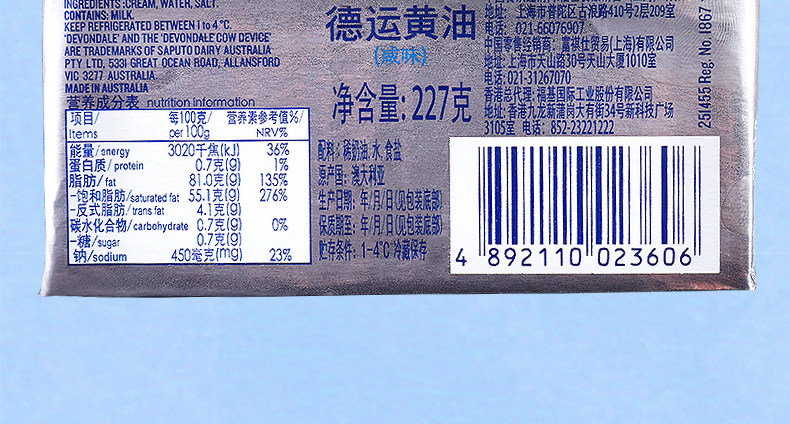 INGREDIENTS: CREAM, WATER, SALT.
CONTAINS: MILK.
KEEP REFRIGERATED BETWEEN 1 to 4 °C.
'DEVONDALE' AND THE 'DEVONDALE COW DEVICE'
ARE TRADEMARKS OF SAPUTO DAIRY AUSTRALIA
PTY LTD, 5331 GREAT OCEAN ROAD, ALLANSFORD
VIC 3277 AUSTRALIA.
MADE IN AUSTRALIA
营养成分表 nutrition information
项目/ 每100克/ 营养素参考值%/
Items per 100g NRV%
能量/energy 3020千焦(kJ) 36%
蛋白质/protein 0.7克(g) 1%
脂肪/fat 81.0克(g) 135%
-饱和脂肪/saturated fat 55.1克(g) 276%
-反式脂肪/trans fat 4.1克(g)
碳水化合物/carbohydrate 0.7克(g) 0%
-糖/sugar 0.7克(g)
钠/sodium 450毫克(mg) 23%
德运黄油
(咸味)
净含量: 227克
配料: 稀奶油 水 食盐
原产国: 澳大利亚
生产日期: 年/月/日(见包装底部)
保质期至: 年/月/日(见包装底部)
贮存条件: 1-4℃ 冷藏保存
地址: 上海市普陀区古浪路410号2层209室
电话: 021-66076907
中国零售经销商: 富祺仕贸易(上海)有限公司
地址: 上海市天山路30号天山大厦1010室
电话: 021-31267070
香港总代理: 福基国际工业股份有限公司
地址: 香港九龙新蒲岗大有街34号新科技广场
3105室 电话: 852-23221222
251455 Reg. No. 1867
4 892110 023606